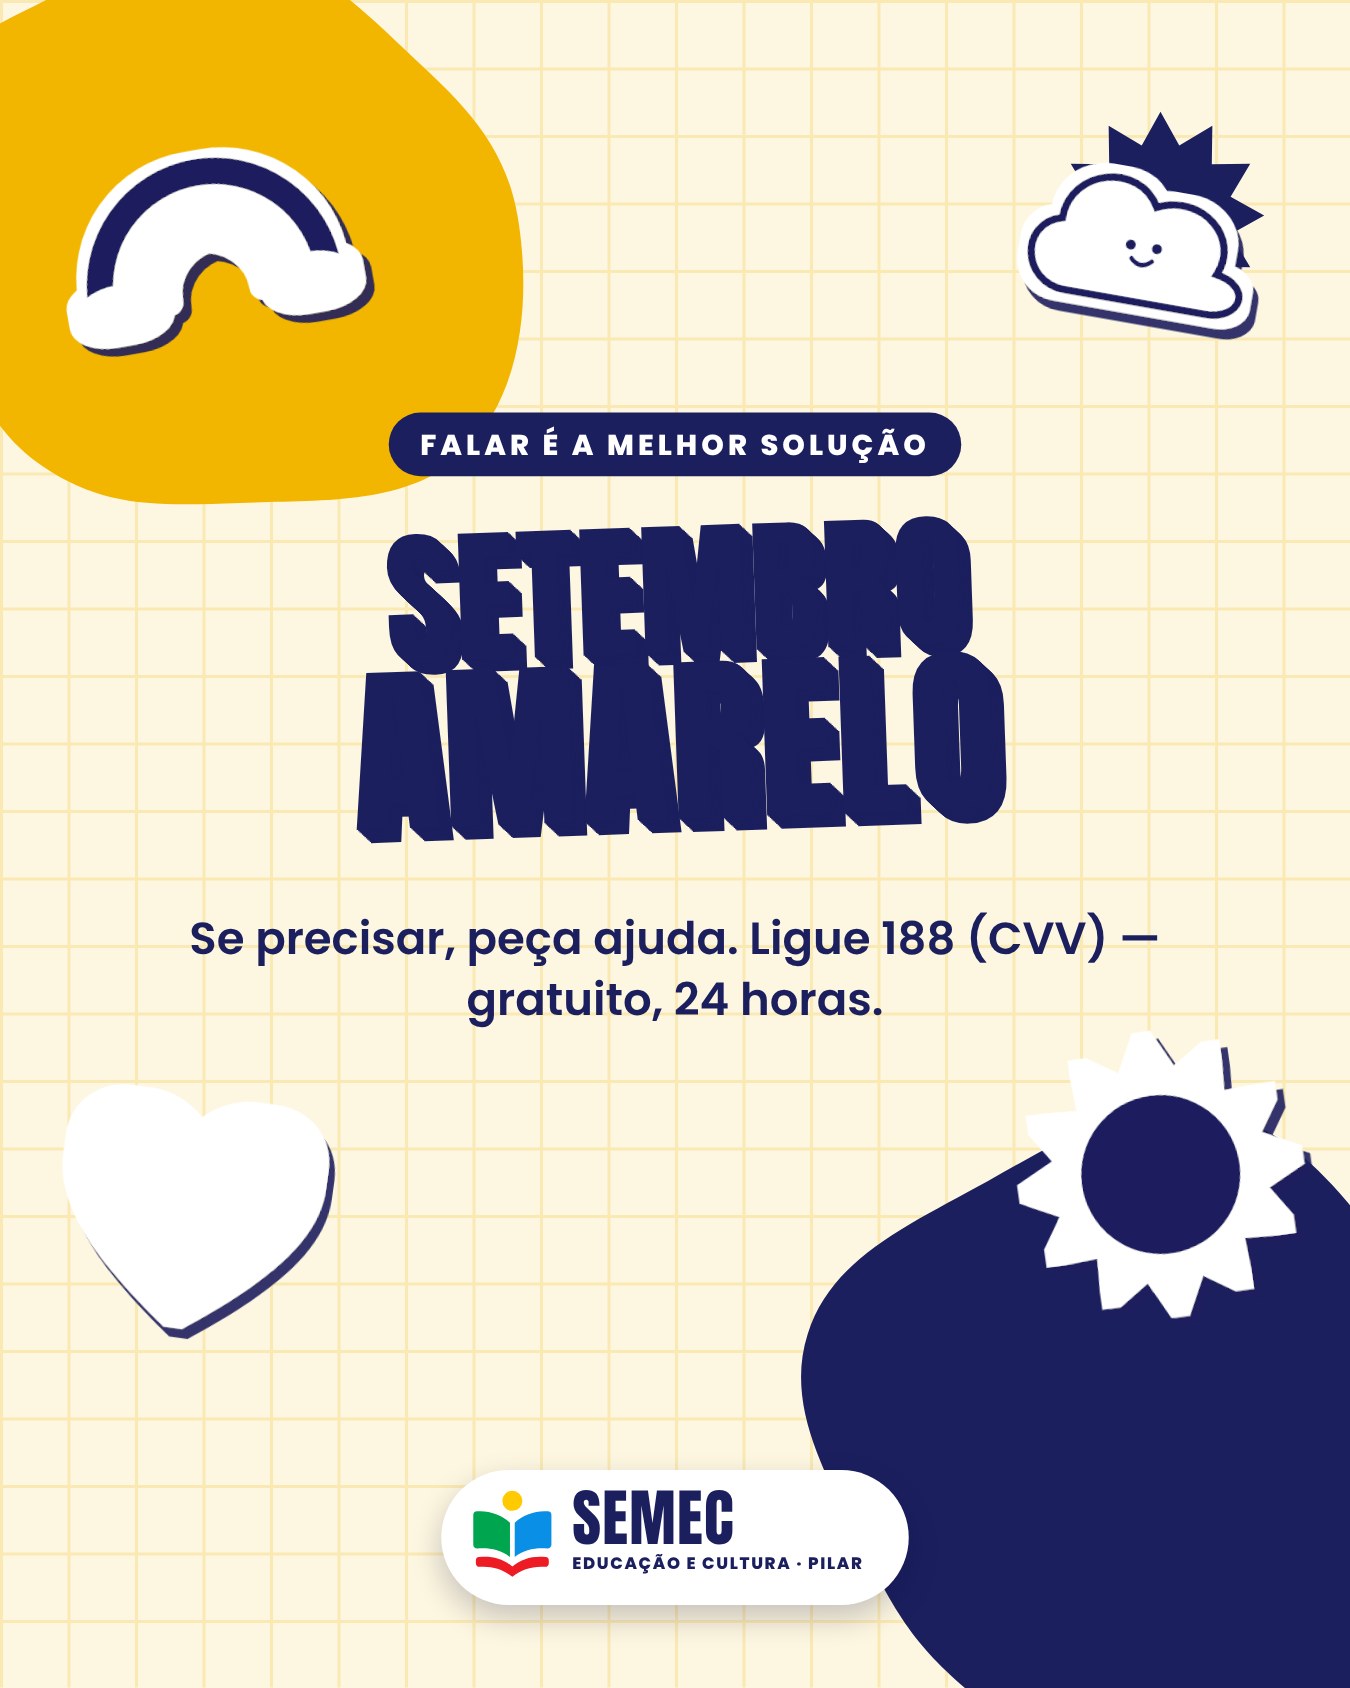 FALAR É A MELHOR SOLUÇÃO
SETEMBRO
AMARELO
Se precisar, peça ajuda. Ligue 188 (CVV) —
gratuito, 24 horas.
SEMEC
EDUCAÇÃO E CULTURA · PILAR